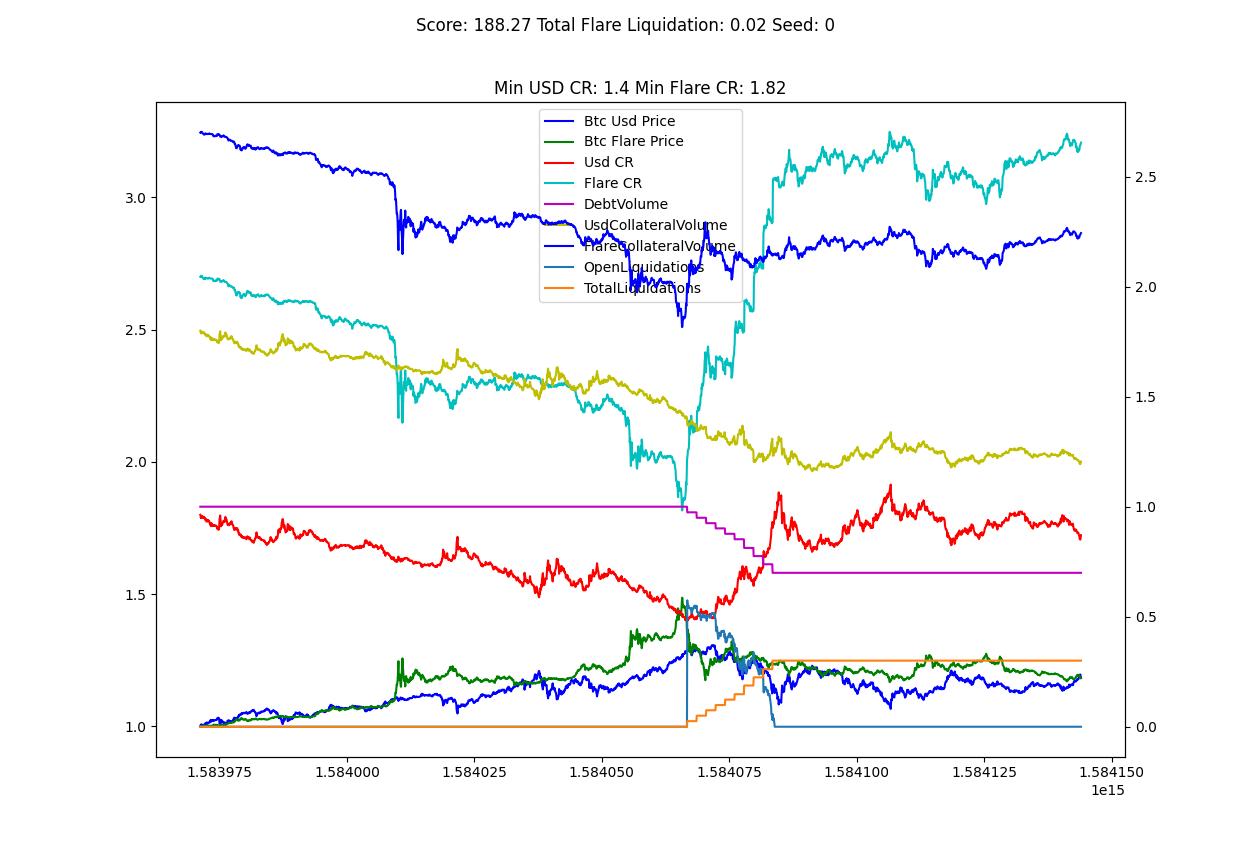 Score: 188.27 Total Flare Liquidation: 0.02 Seed: 0
Min USD CR: 1.4 Min Flare CR: 1.82
Btc Usd Price
Btc Flare Price
Usd CR
Flare CR
DebtVolume
UsdCollateralVolume
FlareCollateralVolume
OpenLiquidations
TotalLiquidations
3.0
2.5
2.0
1.5
1.0
2.5
2.0
1.5
1.0
0.5
0.0
1.583975 1.584000 1.584025 1.584050 1.584075 1.584100 1.584125 1.584150
1e15